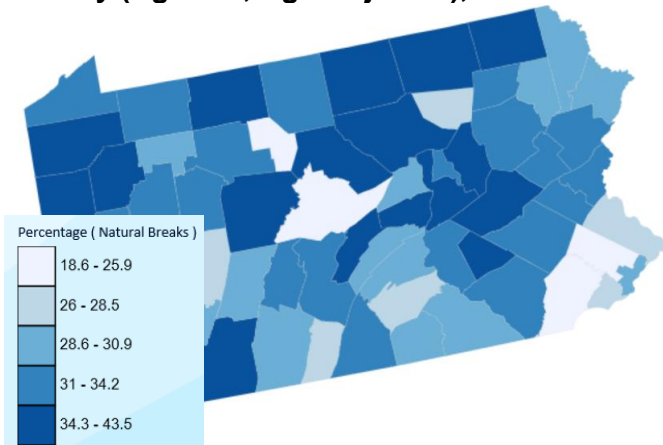 Percentage ( Natural Breaks )
18.6 - 25.9
26 - 28.5
28.6 - 30.9
31 - 34.2
34.3 - 43.5